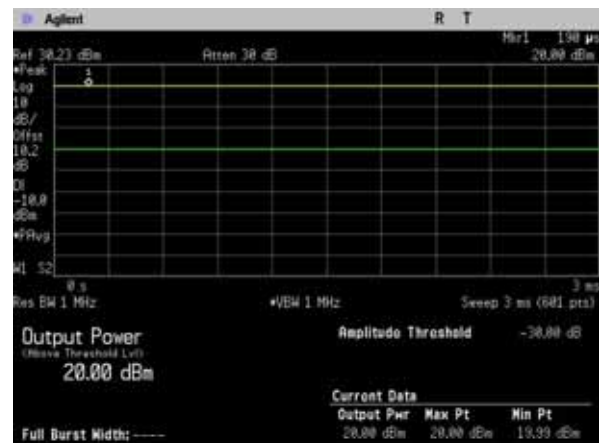 Agilent R T
Mkr1 190 µs
Ref 30.23 dBm Atten 30 dB 20.00 dBm
*Peak
1
Log
10
dB/
Offst
10.2
dB
DI
-10.0
dBm
*PAvg
W1 S2
0 s 3 ms
Res BW 1 MHz *VBW 1 MHz Sweep 3 ms (601 pts)
Output Power
(Above Threshold Lvl)
20.00 dBm
Amplitude Threshold -30.00 dB
Current Data
Output Pwr Max Pt Min Pt
20.00 dBm 20.00 dBm 19.99 dBm
Full Burst Width: ----